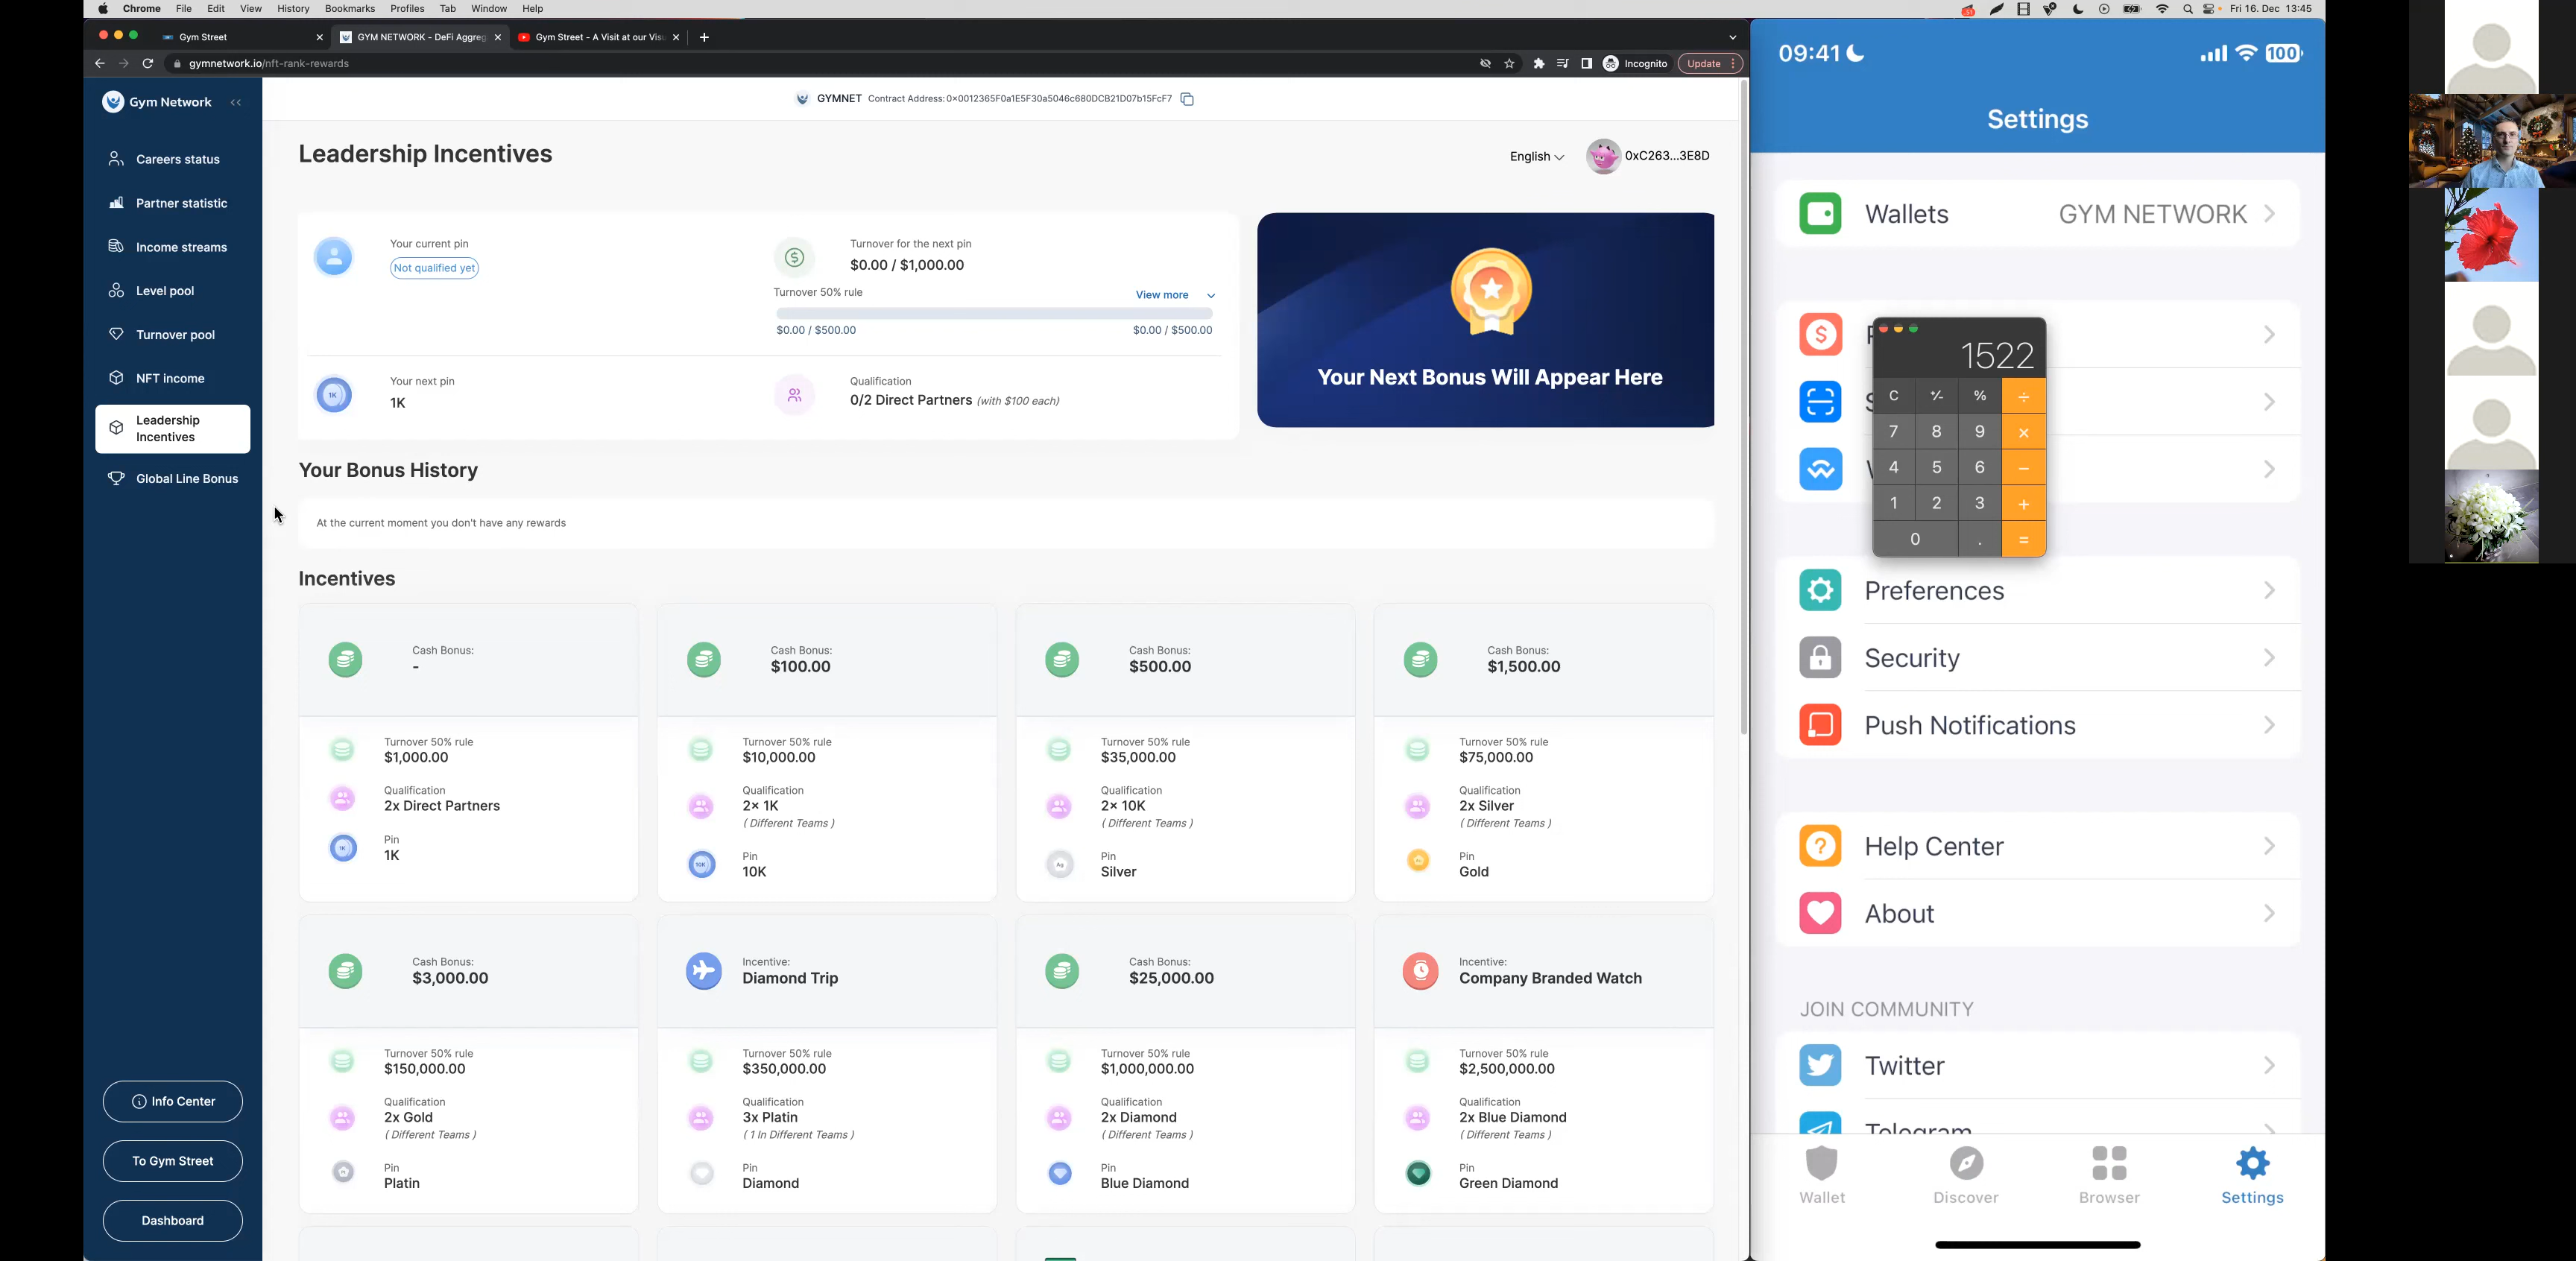 Chrome File Edit View History Bookmarks Profiles Tab Window Help
Fri 16. Dec 13:45
Gym Street
GYM NETWORK - DeFi Aggreg
Gym Street - A Visit at our Visu
gymnetwork.io/nft-rank-rewards
Incognito
Update
Gym Network
Careers status
Partner statistic
Income streams
Level pool
Turnover pool
NFT income
Leadership
Incentives
Global Line Bonus
Info Center
To Gym Street
Dashboard
GYMNET Contract Address: 0x0012365F0a1E5F30a5046c680DCB21D07b15FcF7
Leadership Incentives
English
0xC263...3E8D
Your current pin
Not qualified yet
Turnover for the next pin
$0.00 / $1,000.00
Turnover 50% rule
View more
$0.00 / $500.00
$0.00 / $500.00
Your next pin
1K
1K
Qualification
0/2 Direct Partners (with $100 each)
Your Next Bonus Will Appear Here
Your Bonus History
At the current moment you don't have any rewards
Incentives
Cash Bonus:
-
Turnover 50% rule
$1,000.00
Qualification
2x Direct Partners
Pin
1K
1K
Cash Bonus:
$100.00
Turnover 50% rule
$10,000.00
Qualification
2× 1K
( Different Teams )
Pin
10K
10K
Cash Bonus:
$500.00
Turnover 50% rule
$35,000.00
Qualification
2× 10K
( Different Teams )
Pin
Ag
Silver
Cash Bonus:
$1,500.00
Turnover 50% rule
$75,000.00
Qualification
2x Silver
( Different Teams )
Pin
Gold
Cash Bonus:
$3,000.00
Turnover 50% rule
$150,000.00
Qualification
2x Gold
( Different Teams )
Pin
Platin
Incentive:
Diamond Trip
Turnover 50% rule
$350,000.00
Qualification
3x Platin
( 1 In Different Teams )
Pin
Diamond
Cash Bonus:
$25,000.00
Turnover 50% rule
$1,000,000.00
Qualification
2x Diamond
( Different Teams )
Pin
Blue Diamond
Incentive:
Company Branded Watch
Turnover 50% rule
$2,500,000.00
Qualification
2x Blue Diamond
( Different Teams )
Pin
Green Diamond
09:41
100
Settings
Wallets GYM NETWORK
1522
C +⁄- % ÷
7 8 9 ×
4 5 6 −
1 2 3 +
0 . =
Preferences
Security
Push Notifications
Help Center
About
JOIN COMMUNITY
Twitter
Telegram
Wallet
Discover
Browser
Settings